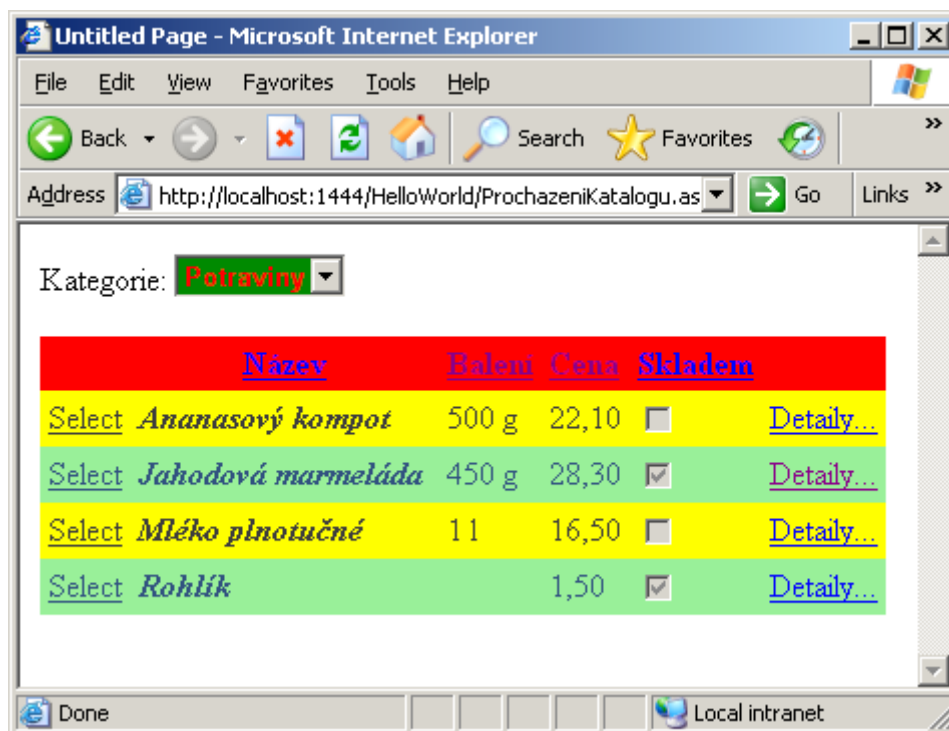 Untitled Page - Microsoft Internet Explorer
File Edit View Favorites Tools Help
Back Search Favorites »
Address http://localhost:1444/HelloWorld/ProchazeniKatalogu.as Go Links »
Kategorie: Potraviny
Název Balení Cena Skladem
Select Ananasový kompot 500 g 22,10 Detaily...
Select Jahodová marmeláda 450 g 28,30 Detaily...
Select Mléko plnotučné 1 l 16,50 Detaily...
Select Rohlík 1,50 Detaily...
Done Local intranet